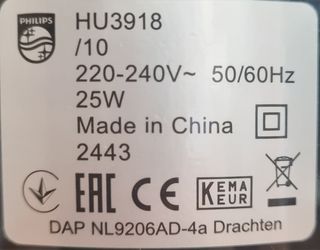 PHILIPS
HU3918
/10
220-240V~ 50/60Hz
25W
Made in China
2443
EAC CE KEMA
KEUR
DAP NL9206AD-4a Drachten